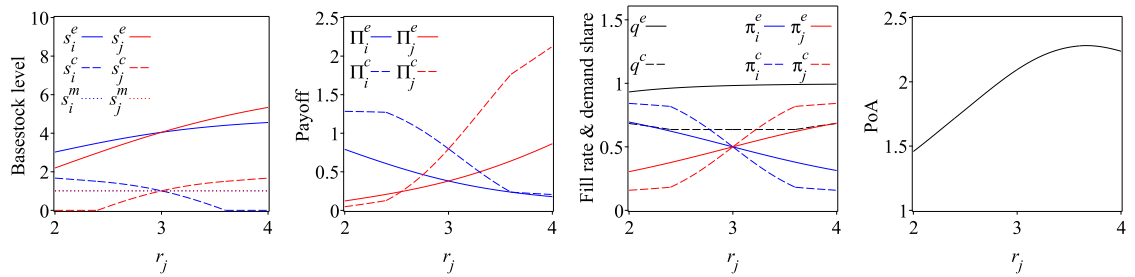 Basestock level
10
8
6
4
2
0
s_i^e s_j^e
s_i^c s_j^c
s_i^m s_j^m
2 3 4
r_j
Payoff
2.5
2
1.5
1
0.5
0
Π_i^e Π_j^e
Π_i^c Π_j^c
2 3 4
r_j
Fill rate & demand share
1.5
1
0.5
0
q^e π_i^e π_j^e
q^c π_i^c π_j^c
2 3 4
r_j
PoA
2.5
2
1.5
1
2 3 4
r_j